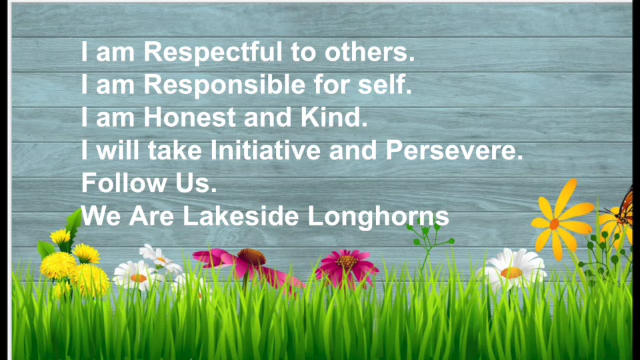 I am Respectful to others.
I am Responsible for self.
I am Honest and Kind.
I will take Initiative and Persevere.
Follow Us.
We Are Lakeside Longhorns